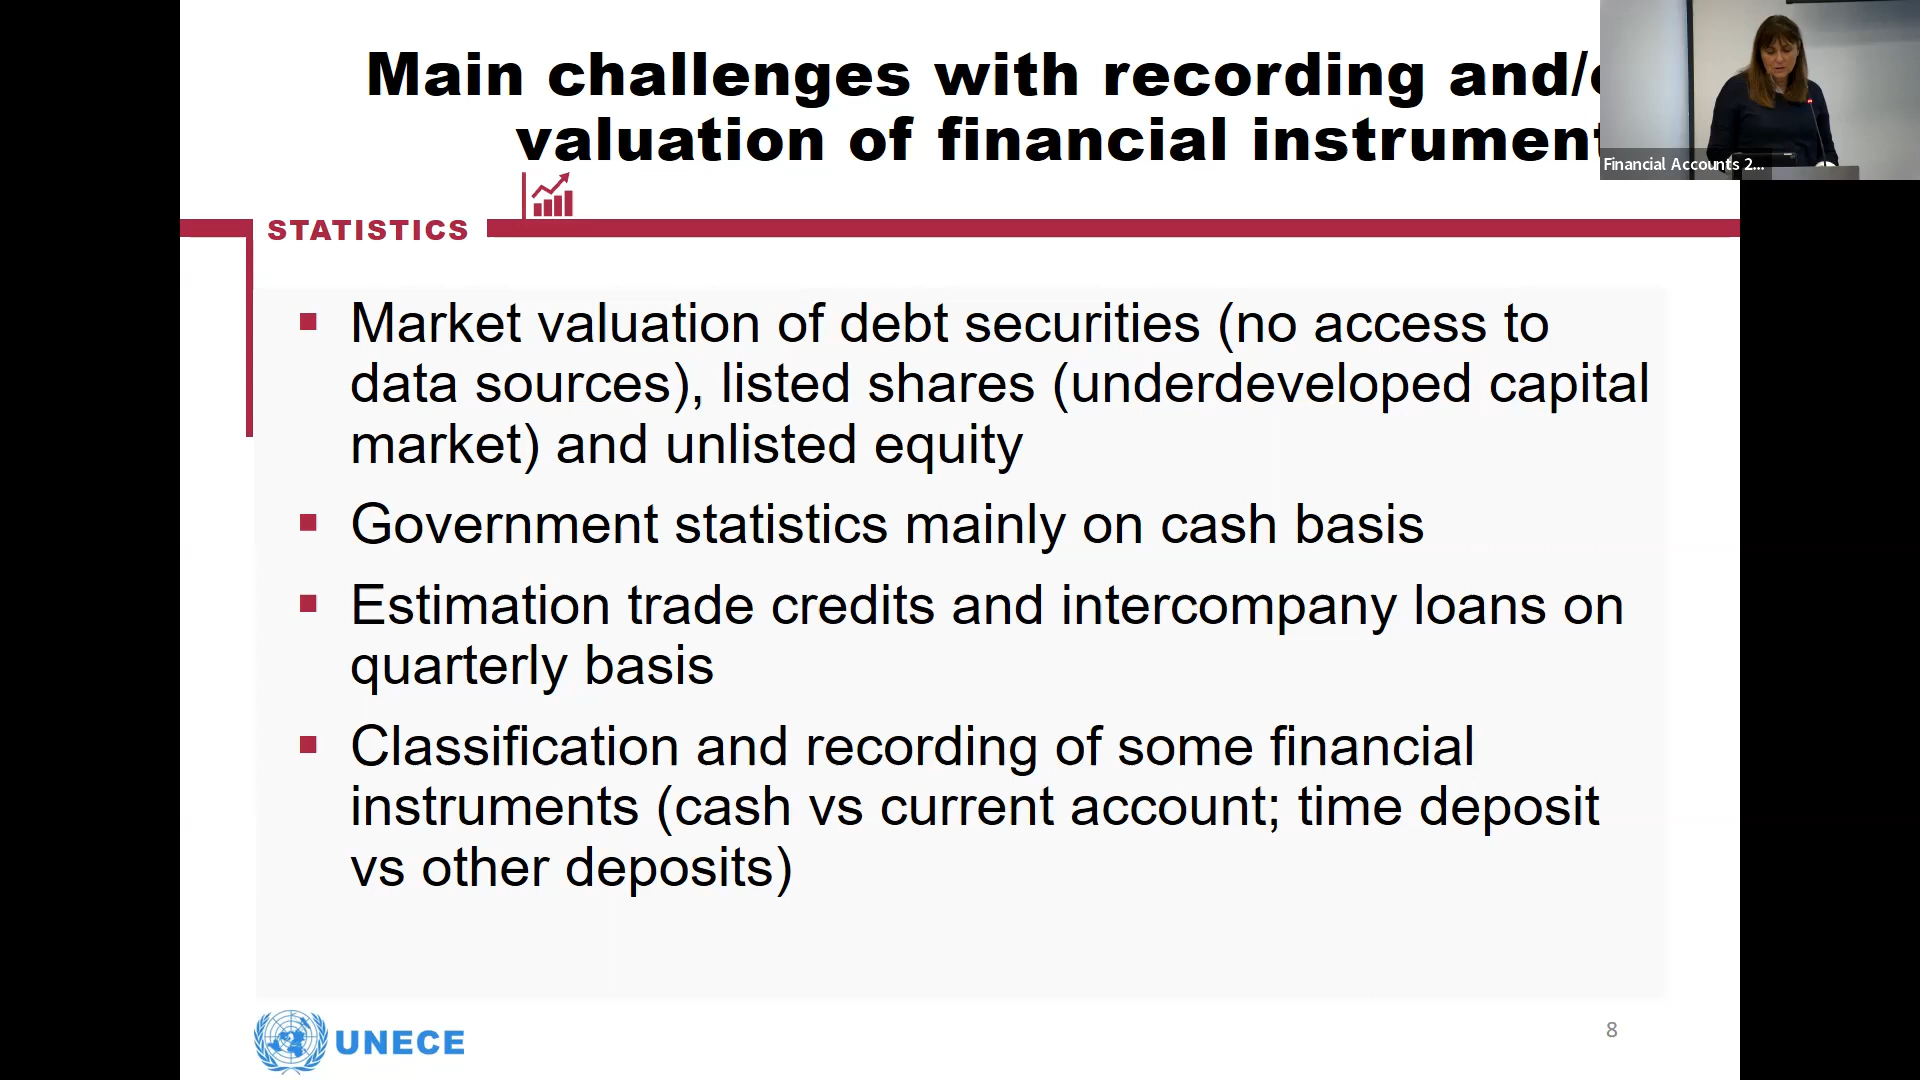 Main challenges with recording and/
valuation of financial instrument
Financial Accounts 2...
STATISTICS
Market valuation of debt securities (no access to
data sources), listed shares (underdeveloped capital
market) and unlisted equity
Government statistics mainly on cash basis
Estimation trade credits and intercompany loans on
quarterly basis
Classification and recording of some financial
instruments (cash vs current account; time deposit
vs other deposits)
UNECE
8